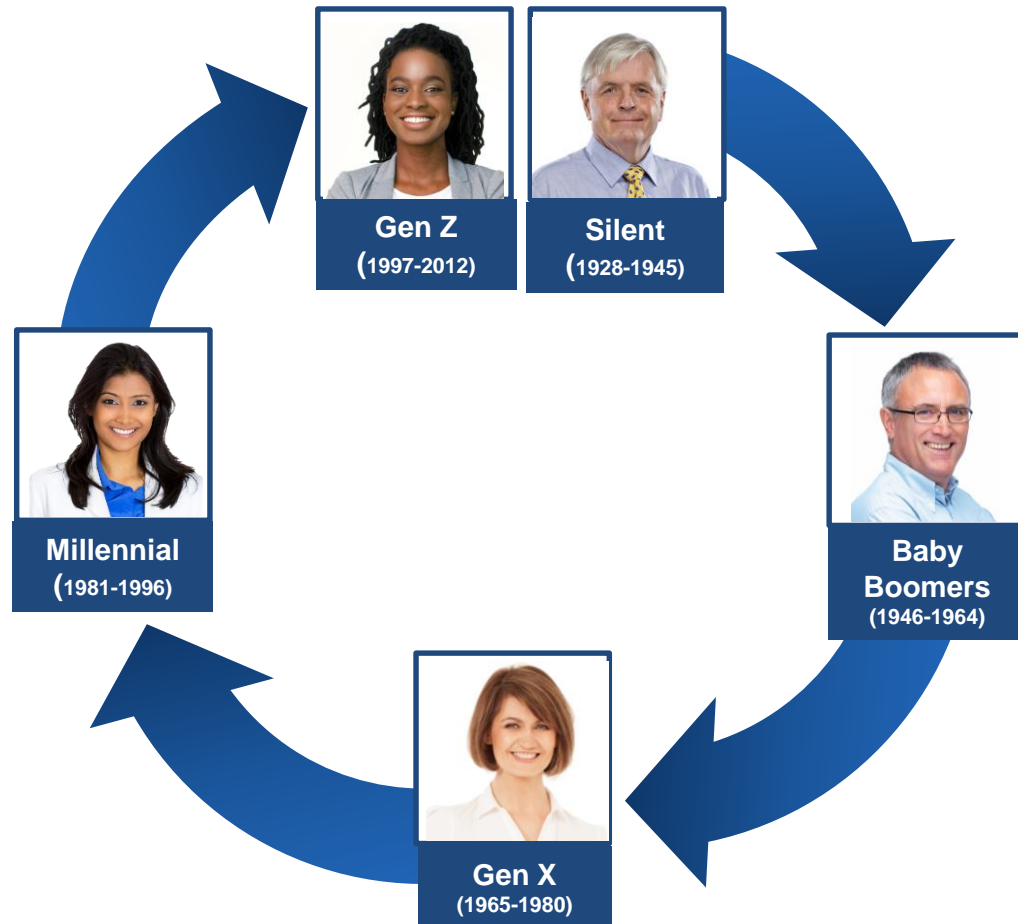 Gen Z
(1997-2012)
Silent
(1928-1945)
Baby
Boomers
(1946-1964)
Gen X
(1965-1980)
Millennial
(1981-1996)